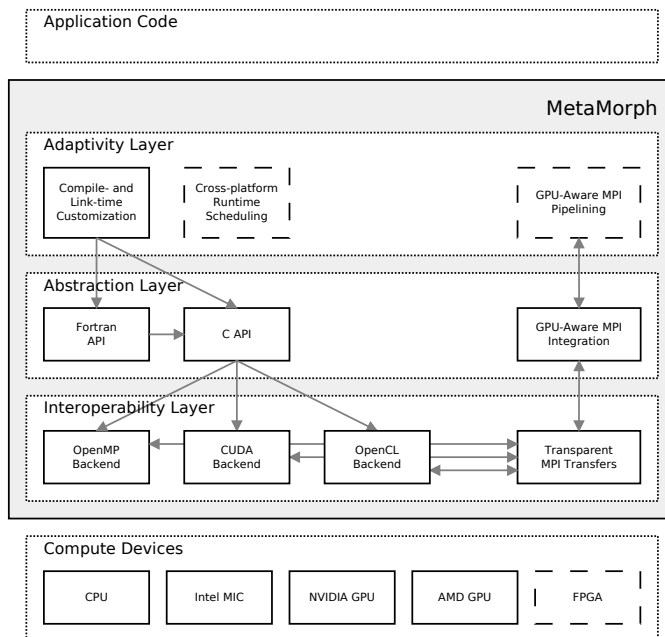 Application Code
MetaMorph
Adaptivity Layer
Compile- and
Link-time
Customization
Cross-platform
Runtime
Scheduling
GPU-Aware MPI
Pipelining
Abstraction Layer
Fortran
API
C API
GPU-Aware MPI
Integration
Interoperability Layer
OpenMP
Backend
CUDA
Backend
OpenCL
Backend
Transparent
MPI Transfers
Compute Devices
CPU
Intel MIC
NVIDIA GPU
AMD GPU
FPGA